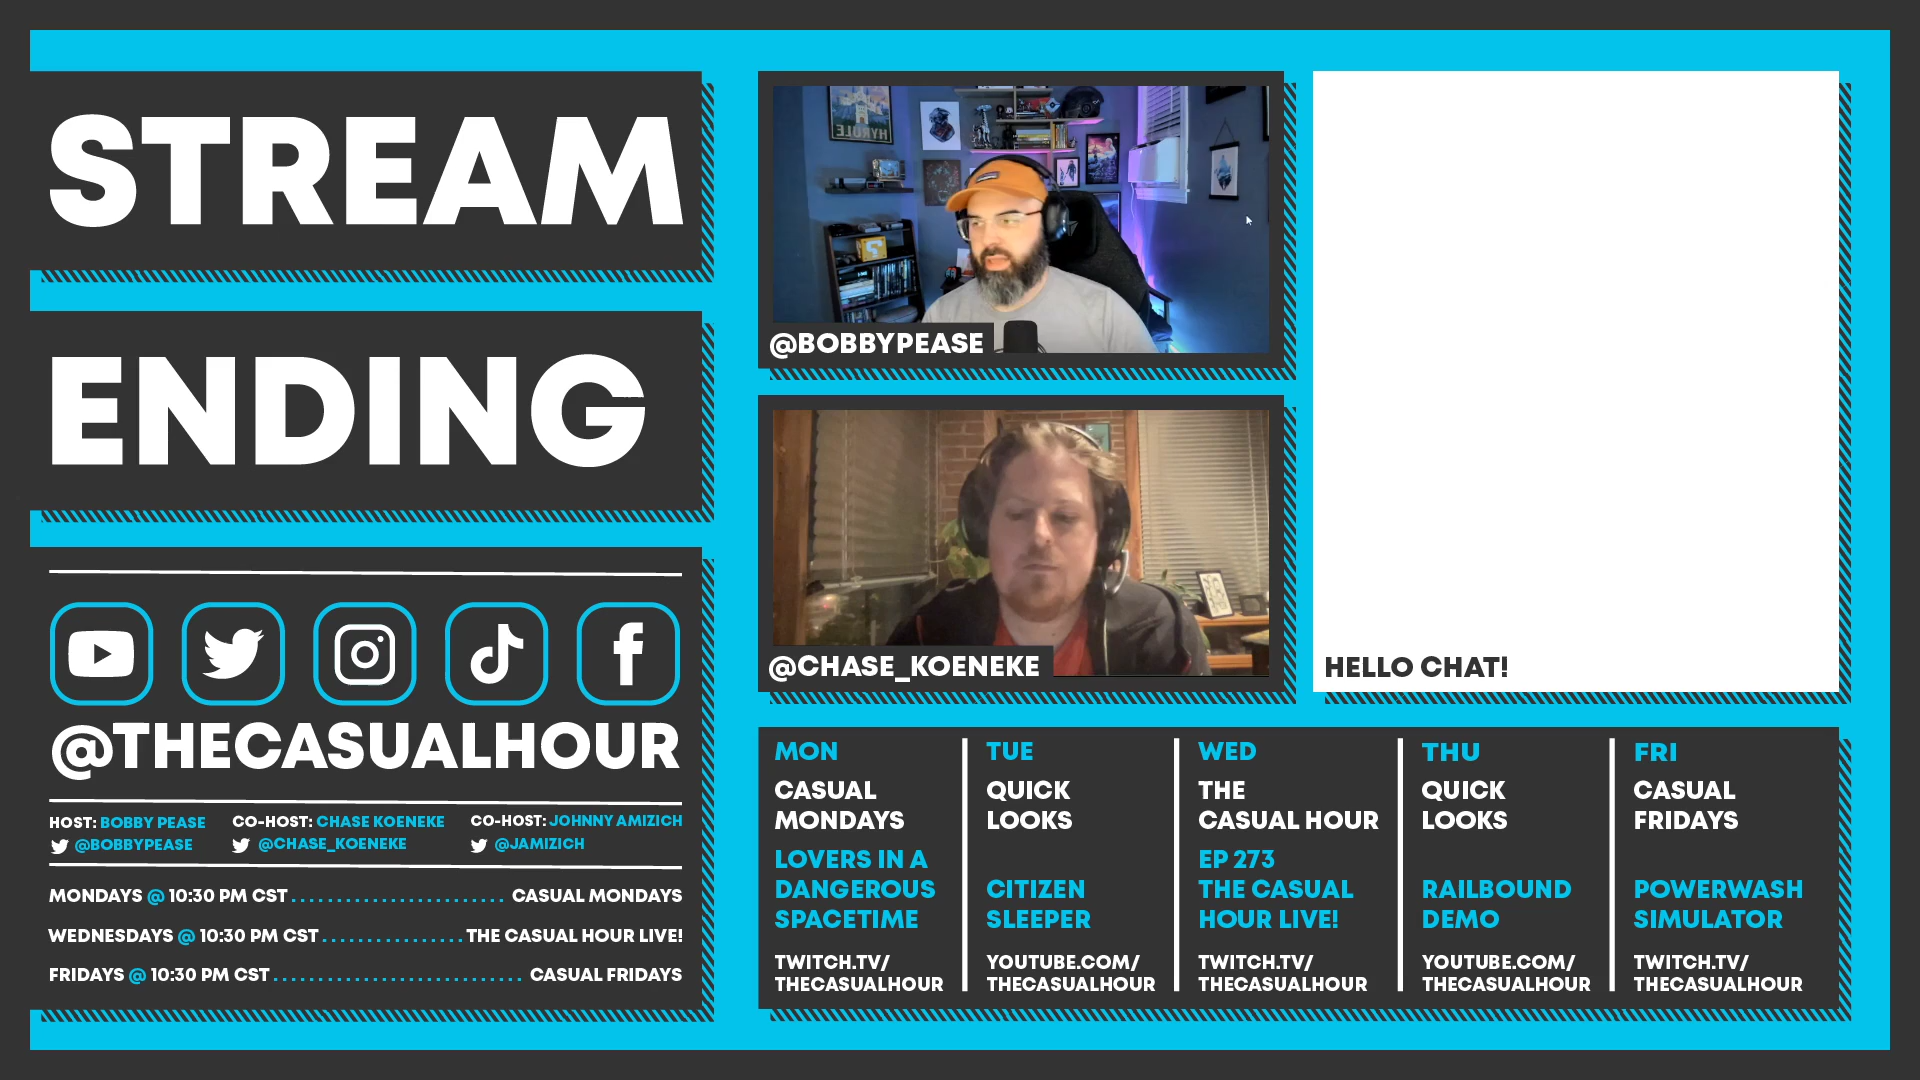 STREAM
ENDING
@THECASUALHOUR
HOST: BOBBY PEASE
@BOBBYPEASE
CO-HOST: CHASE KOENEKE
@CHASE_KOENEKE
CO-HOST: JOHNNY AMIZICH
@JAMIZICH
MONDAYS @ 10:30 PM CST ........................ CASUAL MONDAYS
WEDNESDAYS @ 10:30 PM CST ................ THE CASUAL HOUR LIVE!
FRIDAYS @ 10:30 PM CST ............................ CASUAL FRIDAYS
HYRULE
@BOBBYPEASE
@CHASE_KOENEKE
HELLO CHAT!
MON
CASUAL
MONDAYS
LOVERS IN A
DANGEROUS
SPACETIME
TWITCH.TV/
THECASUALHOUR
TUE
QUICK
LOOKS
CITIZEN
SLEEPER
YOUTUBE.COM/
THECASUALHOUR
WED
THE
CASUAL HOUR
EP 273
THE CASUAL
HOUR LIVE!
TWITCH.TV/
THECASUALHOUR
THU
QUICK
LOOKS
RAILBOUND
DEMO
YOUTUBE.COM/
THECASUALHOUR
FRI
CASUAL
FRIDAYS
POWERWASH
SIMULATOR
TWITCH.TV/
THECASUALHOUR